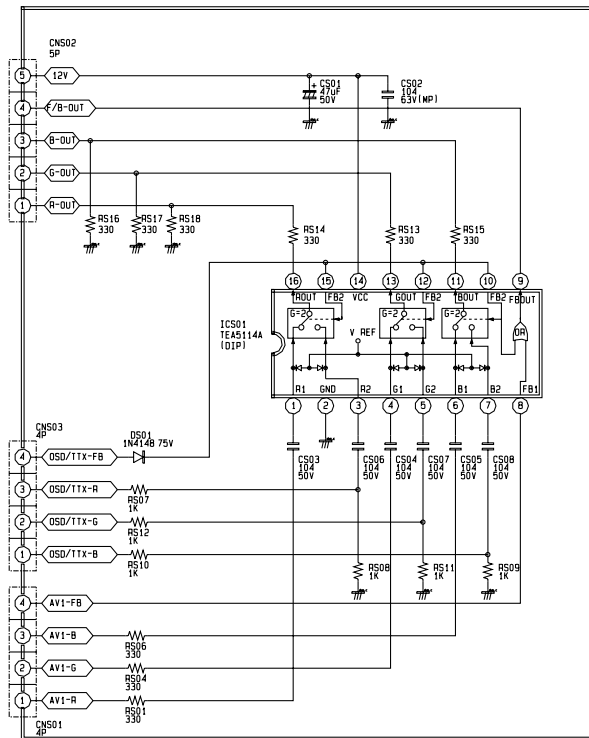 CNS02
5P
5 12V
4 F/B-OUT
3 B-OUT
2 G-OUT
1 R-OUT
+ CS01
47uF
50V
CS02
104
63V(MP)
RS16
330
RS17
330
RS18
330
RS14
330
RS13
330
RS15
330
16 15 14 13 12 11 10 9
ROUT FB2 VCC GOUT FB2 BOUT FB2 FBOUT
ICS01
TEA5114A
(DIP)
G=2 G=2 G=2 OR
V REF
R1 GND R2 G1 G2 B1 B2 FB1
1 2 3 4 5 6 7 8
CNS03
4P
DS01
1N4148 75V
4 OSD/TTX-FB
3 OSD/TTX-R
RS07
1K
2 OSD/TTX-G
RS12
1K
1 OSD/TTX-B
RS10
1K
CS03
104
50V
CS06
104
50V
CS04
104
50V
CS07
104
50V
CS05
104
50V
CS08
104
50V
RS08
1K
RS11
1K
RS09
1K
4 AV1-FB
3 AV1-B
RS06
330
2 AV1-G
RS04
330
1 AV1-R
RS01
330
CNS01
4P